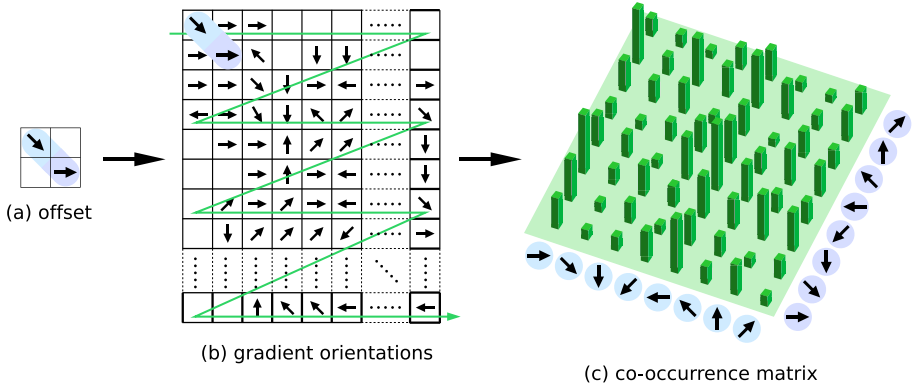 (a) offset
(b) gradient orientations
(c) co-occurrence matrix